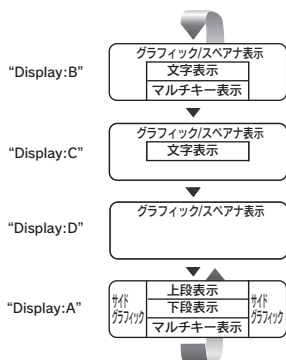 グラフィック/スペアナ表示
"Display:B"
文字表示
マルチキー表示
グラフィック/スペアナ表示
"Display:C"
文字表示
グラフィック/スペアナ表示
"Display:D"
上段表示
"Display:A"
サイド
グラフィック
下段表示
サイド
グラフィック
マルチキー表示